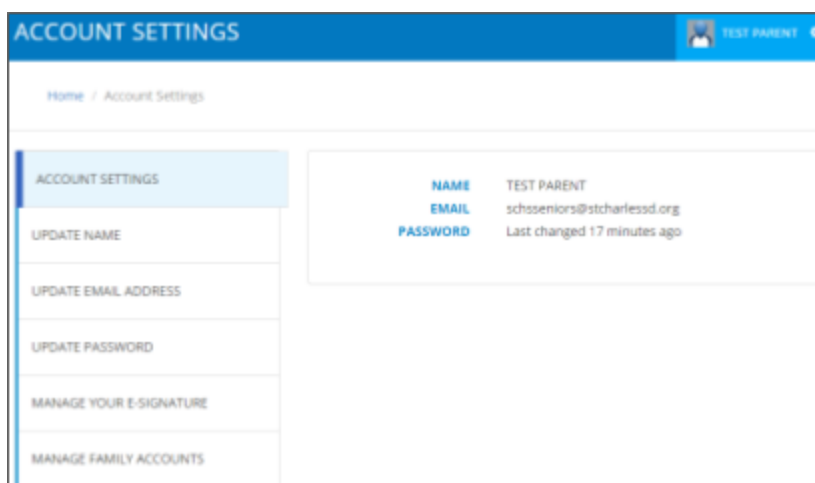 ACCOUNT SETTINGS
TEST PARENT
Home / Account Settings
ACCOUNT SETTINGS
UPDATE NAME
UPDATE EMAIL ADDRESS
UPDATE PASSWORD
MANAGE YOUR E-SIGNATURE
MANAGE FAMILY ACCOUNTS
NAME TEST PARENT
EMAIL schsseniors@stcharlessd.org
PASSWORD Last changed 17 minutes ago